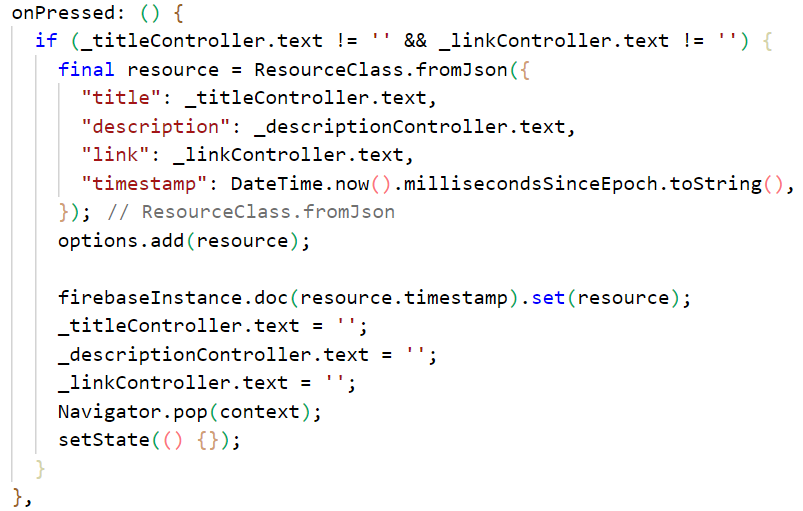 onPressed: () {
if (_titleController.text != '' && _linkController.text != '') {
final resource = ResourceClass.fromJson({
"title": _titleController.text,
"description": _descriptionController.text,
"link": _linkController.text,
"timestamp": DateTime.now().millisecondsSinceEpoch.toString(),
}); // ResourceClass.fromJson
options.add(resource);
firebaseInstance.doc(resource.timestamp).set(resource);
_titleController.text = '';
_descriptionController.text = '';
_linkController.text = '';
Navigator.pop(context);
setState(() {});
}
},